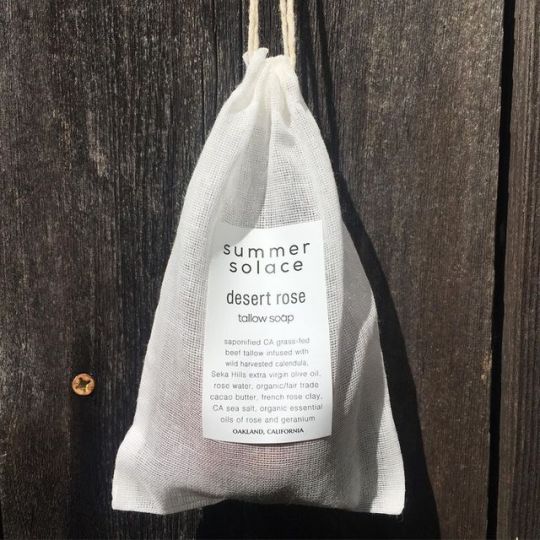 summer
solace
desert rose
tallow soap
saponified CA grass-fed
beef tallow infused with
wild harvested calendula,
Seka Hills extra virgin olive oil,
rose water, organic/fair trade
cacao butter, french rose clay,
CA sea salt, organic essential
oils of rose and geranium
OAKLAND, CALIFORNIA